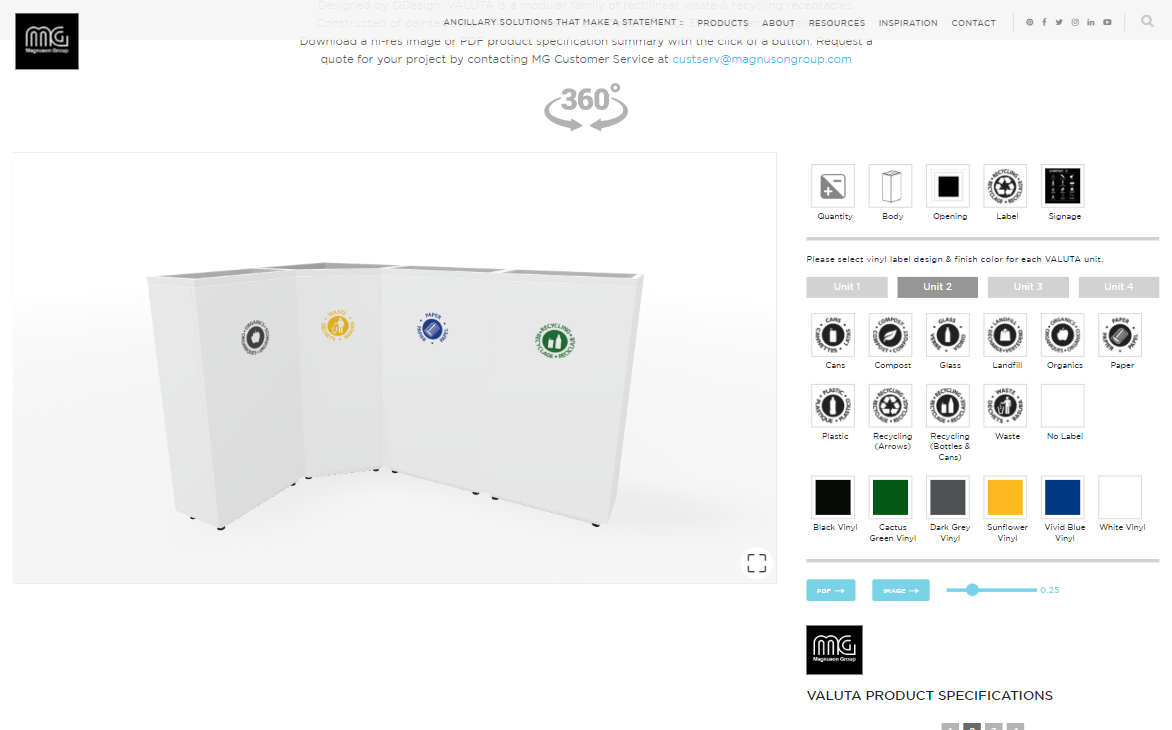 Designed by QDesign, VALUTA is a modular family of rectilinear waste & recycling receptacles.
ANCILLARY SOLUTIONS THAT MAKE A STATEMENT :: PRODUCTS ABOUT RESOURCES INSPIRATION CONTACT
Constructed of painte
MG
Magnuson Group
Download a hi-res image or PDF product specification summary with the click of a button. Request a
quote for your project by contacting MG Customer Service at custserv@magnusongroup.com
360°
Quantity Body Opening Label Signage
Please select vinyl label design & finish color for each VALUTA unit.
Unit 1 Unit 2 Unit 3 Unit 4
Cans Compost Glass Landfill Organics Paper
Plastic Recycling (Arrows) Recycling (Bottles & Cans) Waste No Label
Black Vinyl Cactus Green Vinyl Dark Grey Vinyl Sunflower Vinyl Vivid Blue Vinyl White Vinyl
PDF → IMAGE → 0.25
MG
Magnuson Group
VALUTA PRODUCT SPECIFICATIONS